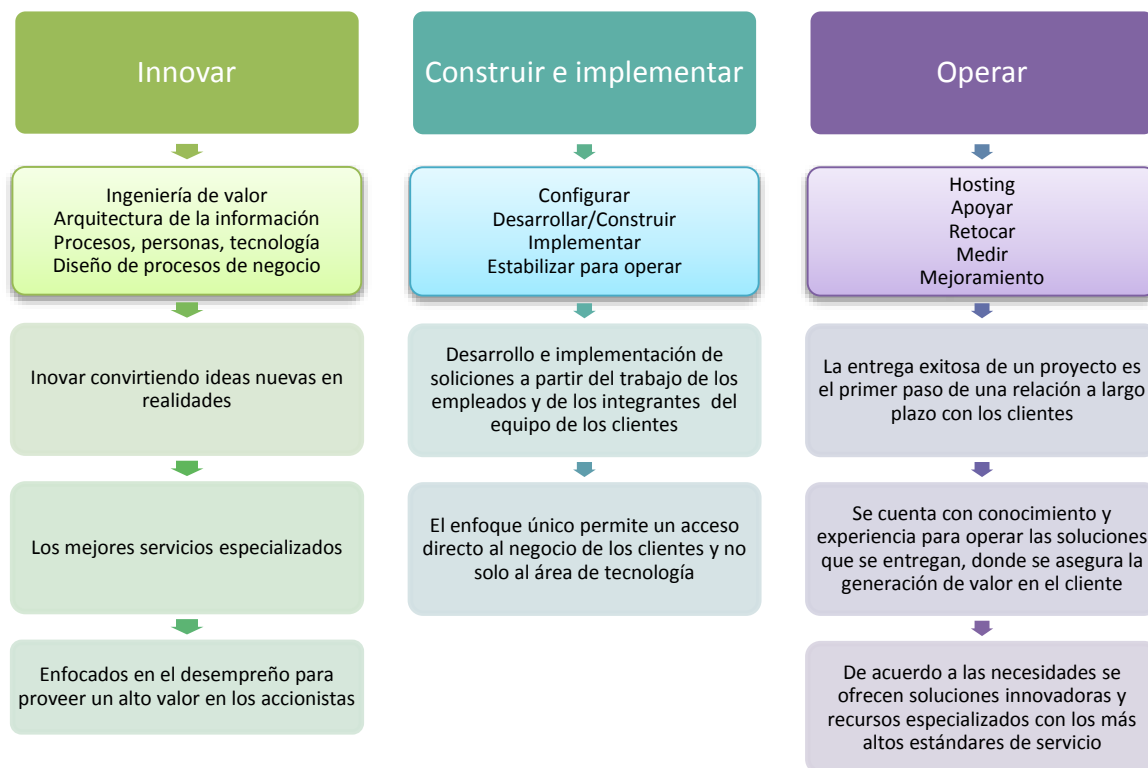 Innovar
Ingeniería de valor
Arquitectura de la información
Procesos, personas, tecnología
Diseño de procesos de negocio
Inovar convirtiendo ideas nuevas en
realidades
Los mejores servicios especializados
Enfocados en el desempreño para
proveer un alto valor en los accionistas
Construir e implementar
Configurar
Desarrollar/Construir
Implementar
Estabilizar para operar
Desarrollo e implementación de
soliciones a partir del trabajo de los
empleados y de los integrantes del
equipo de los clientes
El enfoque único permite un acceso
directo al negocio de los clientes y no
solo al área de tecnología
Operar
Hosting
Apoyar
Retocar
Medir
Mejoramiento
La entrega exitosa de un proyecto es
el primer paso de una relación a largo
plazo con los clientes
Se cuenta con conocimiento y
experiencia para operar las soluciones
que se entregan, donde se asegura la
generación de valor en el cliente
De acuerdo a las necesidades se
ofrecen soluciones innovadoras y
recursos especializados con los más
altos estándares de servicio